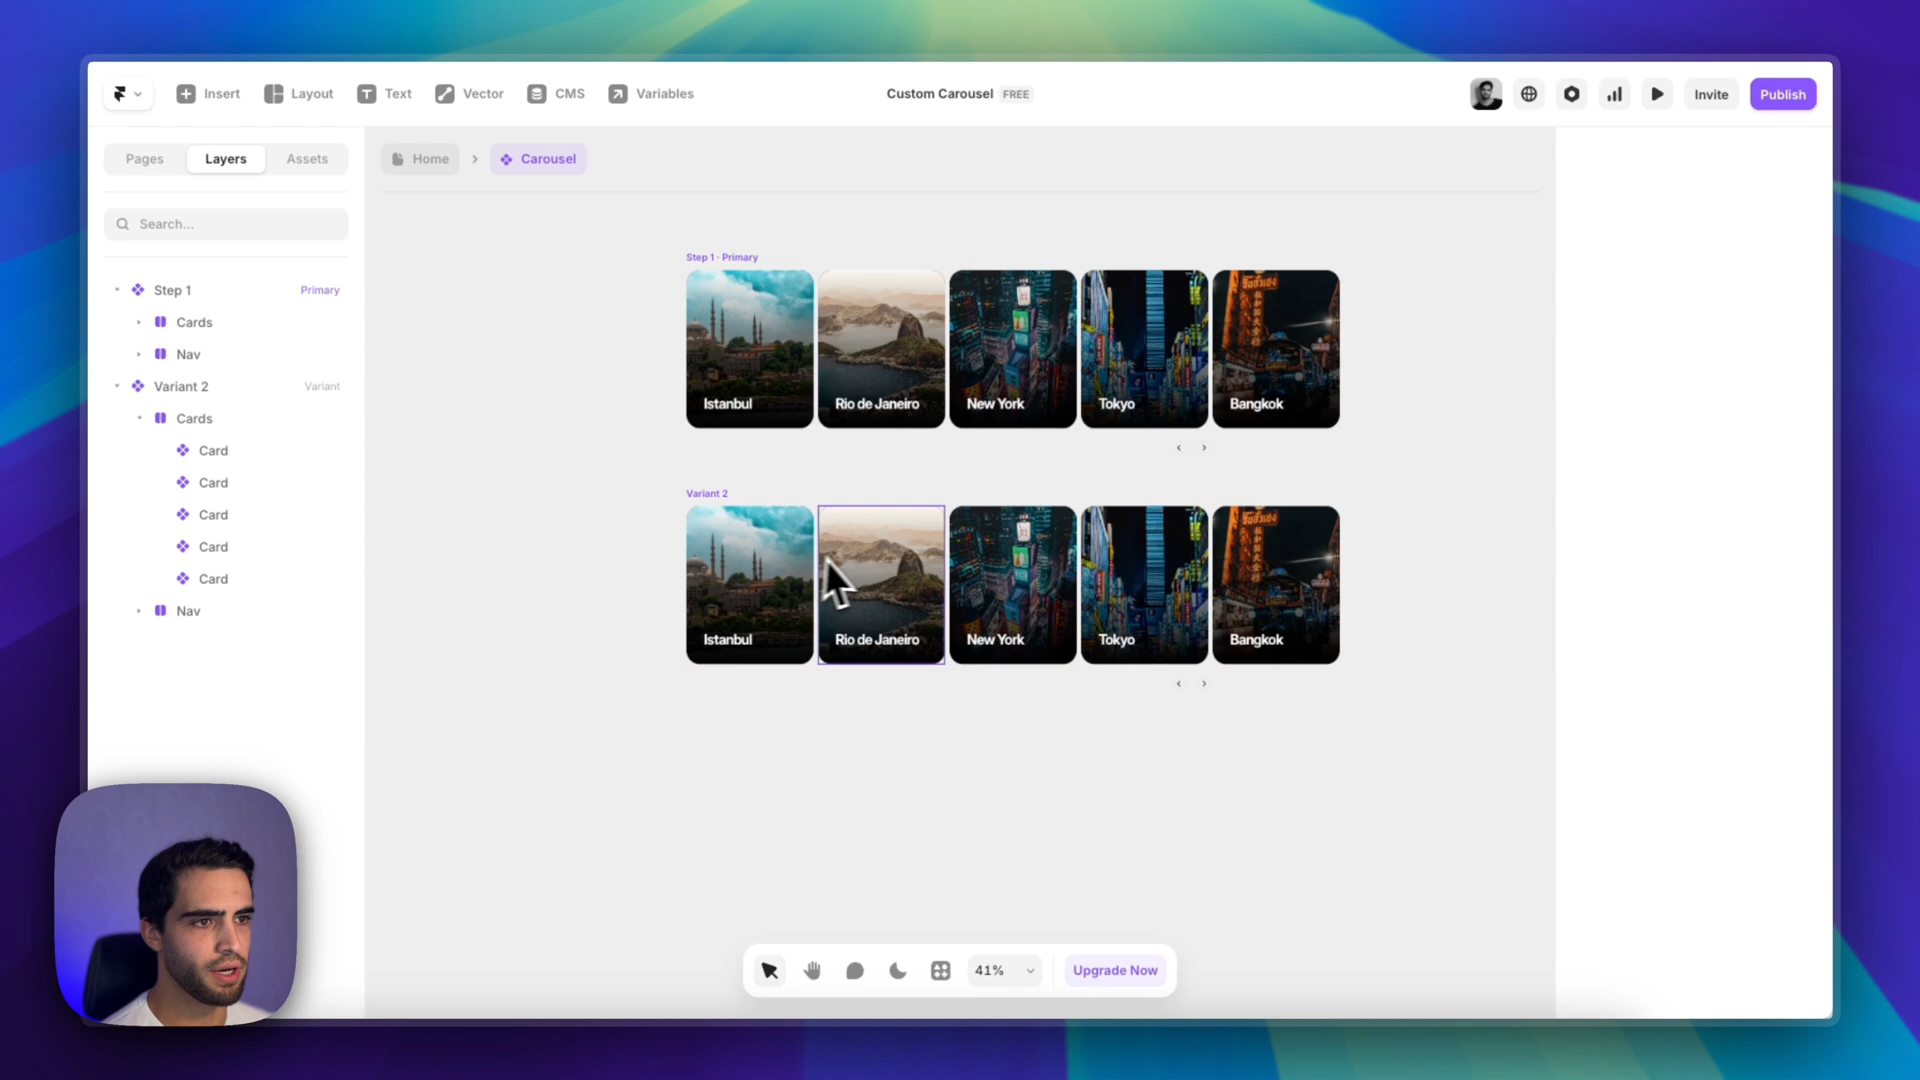 Insert
Layout
Text
Vector
CMS
Variables
Custom Carousel FREE
Invite
Publish
Pages
Layers
Assets
Home
Carousel
Search...
Step 1 Primary
Cards
Nav
Variant 2 Variant
Cards
Card
Card
Card
Card
Card
Nav
Step 1 · Primary
Istanbul
Rio de Janeiro
New York
Tokyo
Bangkok
Variant 2
Istanbul
Rio de Janeiro
New York
Tokyo
Bangkok
41%
Upgrade Now